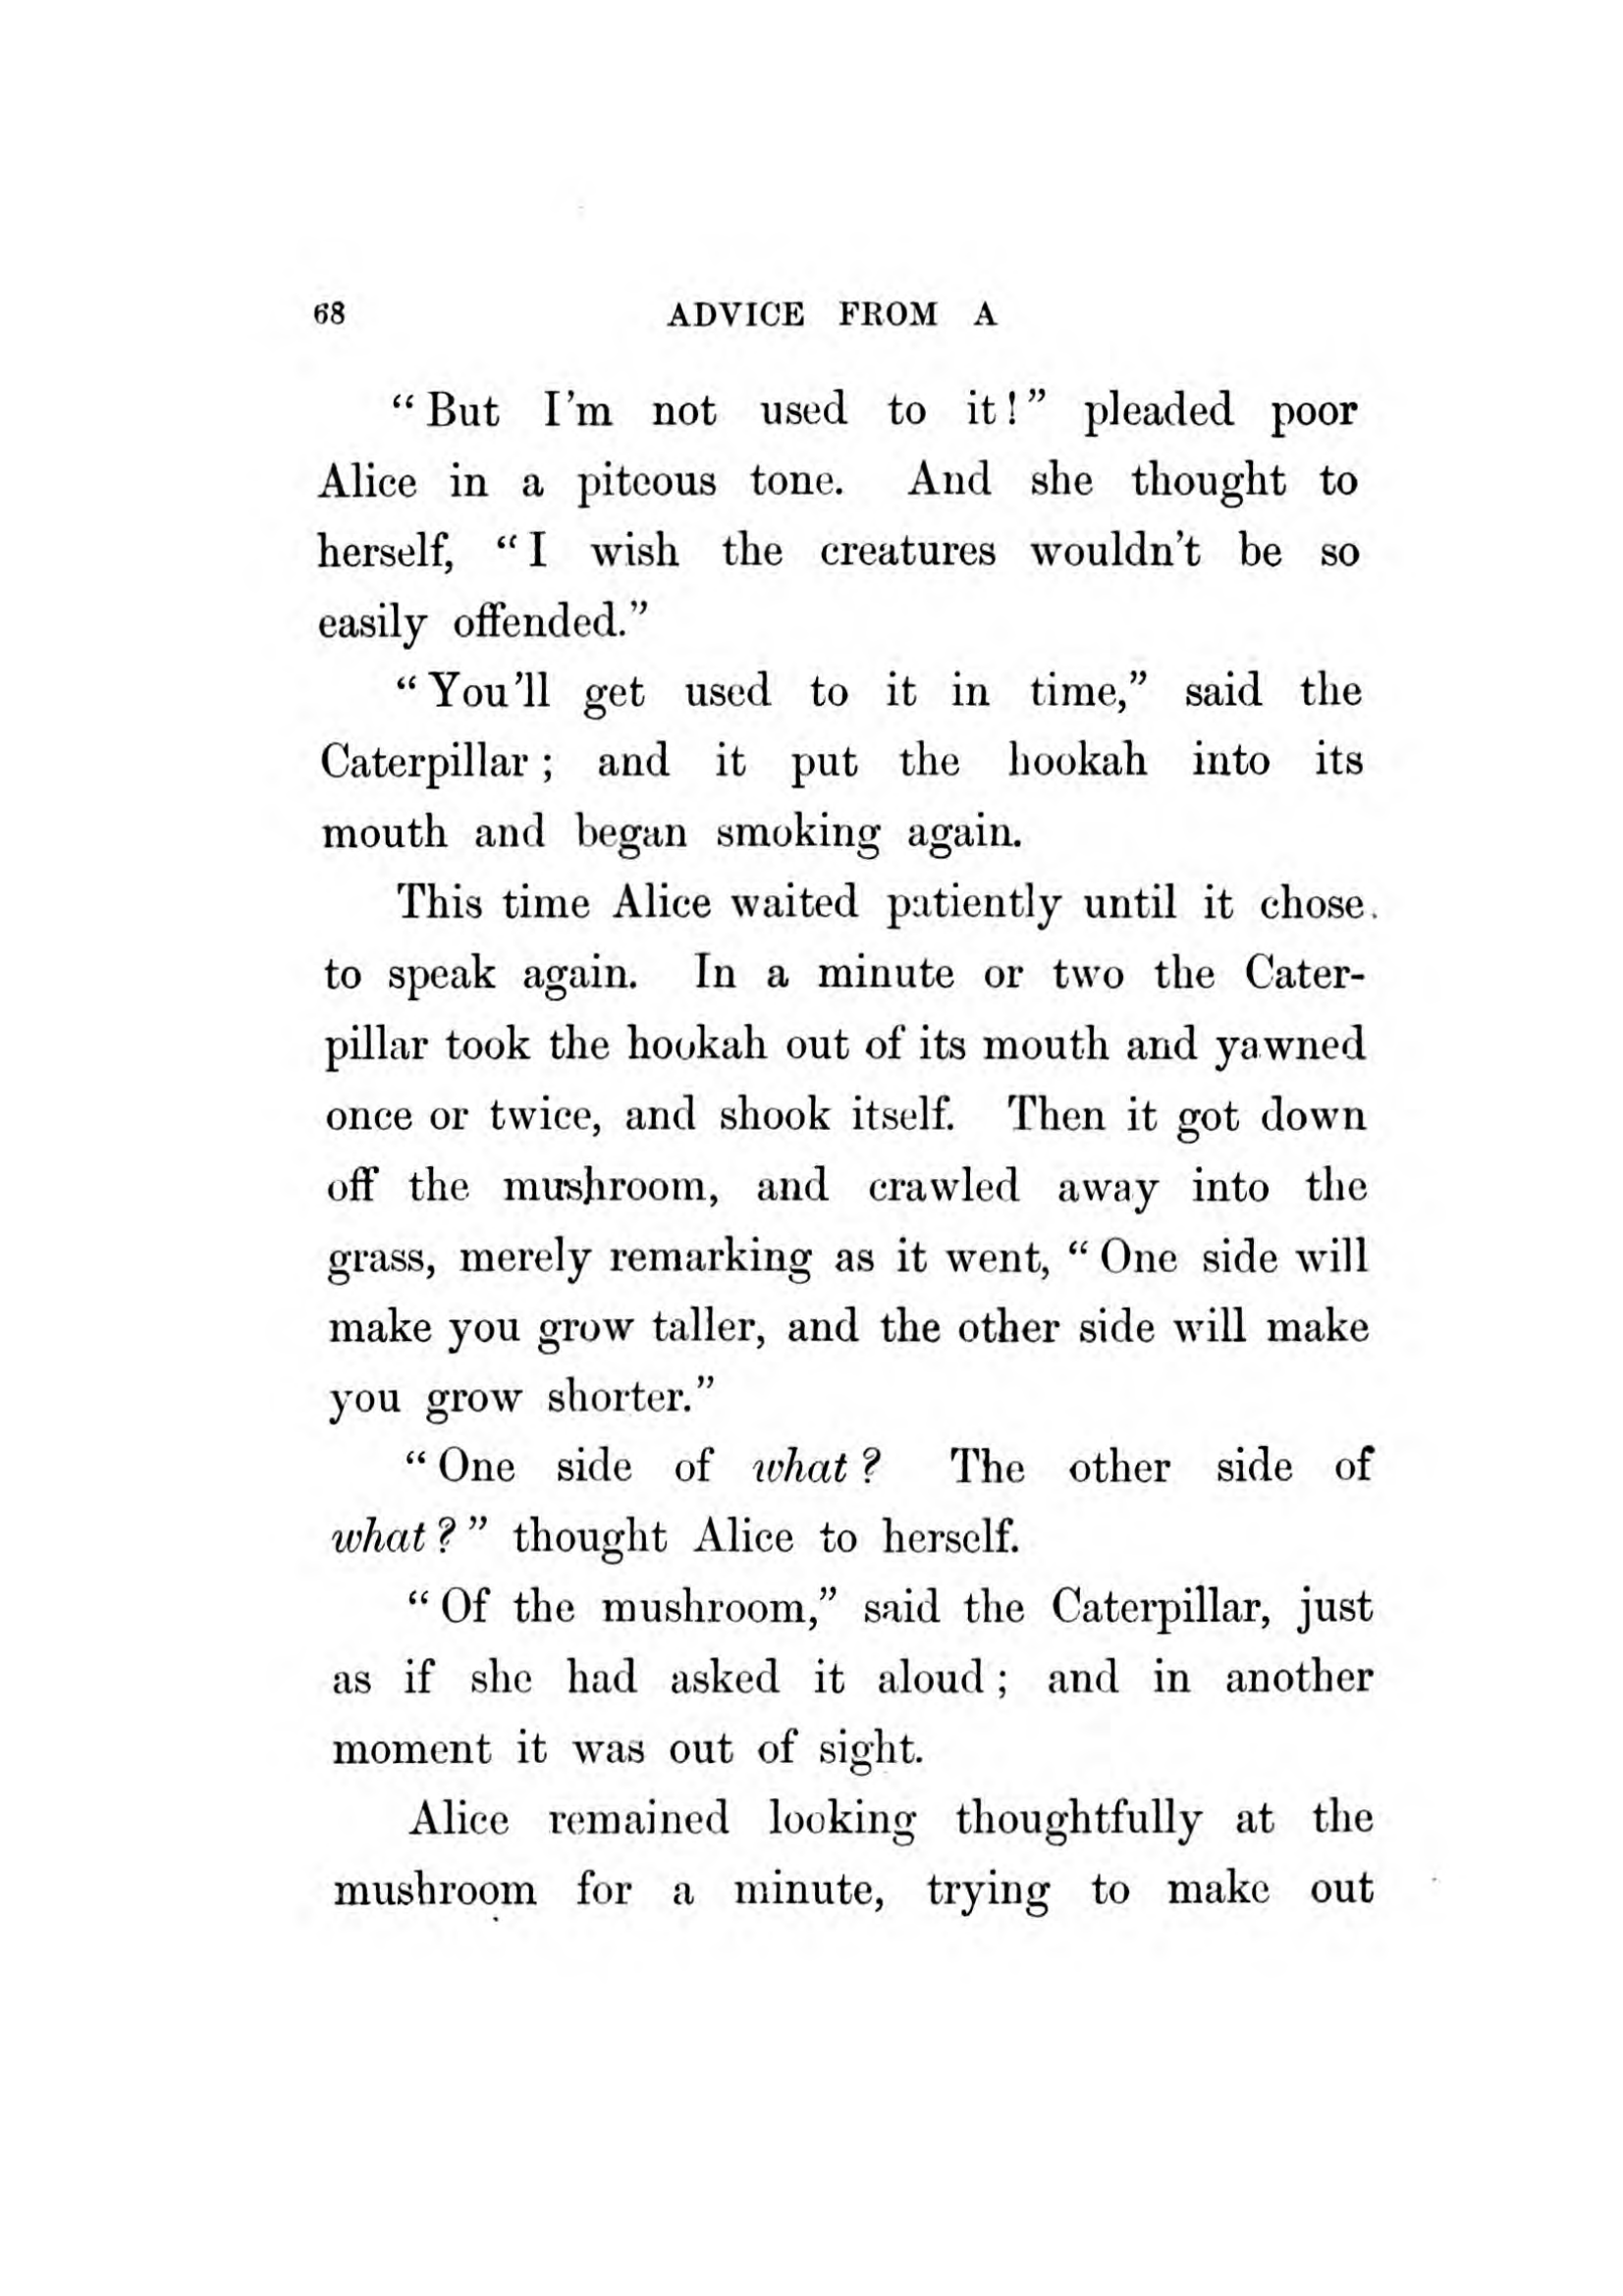 68 ADVICE FROM A
“But I’m not used to it!” pleaded poor
Alice in a piteous tone. And she thought to
herself, “I wish the creatures wouldn’t be so
easily offended.”
“You’ll get used to it in time,” said the
Caterpillar; and it put the hookah into its
mouth and began smoking again.
This time Alice waited patiently until it chose
to speak again. In a minute or two the Cater-
pillar took the hookah out of its mouth and yawned
once or twice, and shook itself. Then it got down
off the mushroom, and crawled away into the
grass, merely remarking as it went, “One side will
make you grow taller, and the other side will make
you grow shorter.”
“One side of what? The other side of
what?” thought Alice to herself.
“Of the mushroom,” said the Caterpillar, just
as if she had asked it aloud; and in another
moment it was out of sight.
Alice remained looking thoughtfully at the
mushroom for a minute, trying to make out